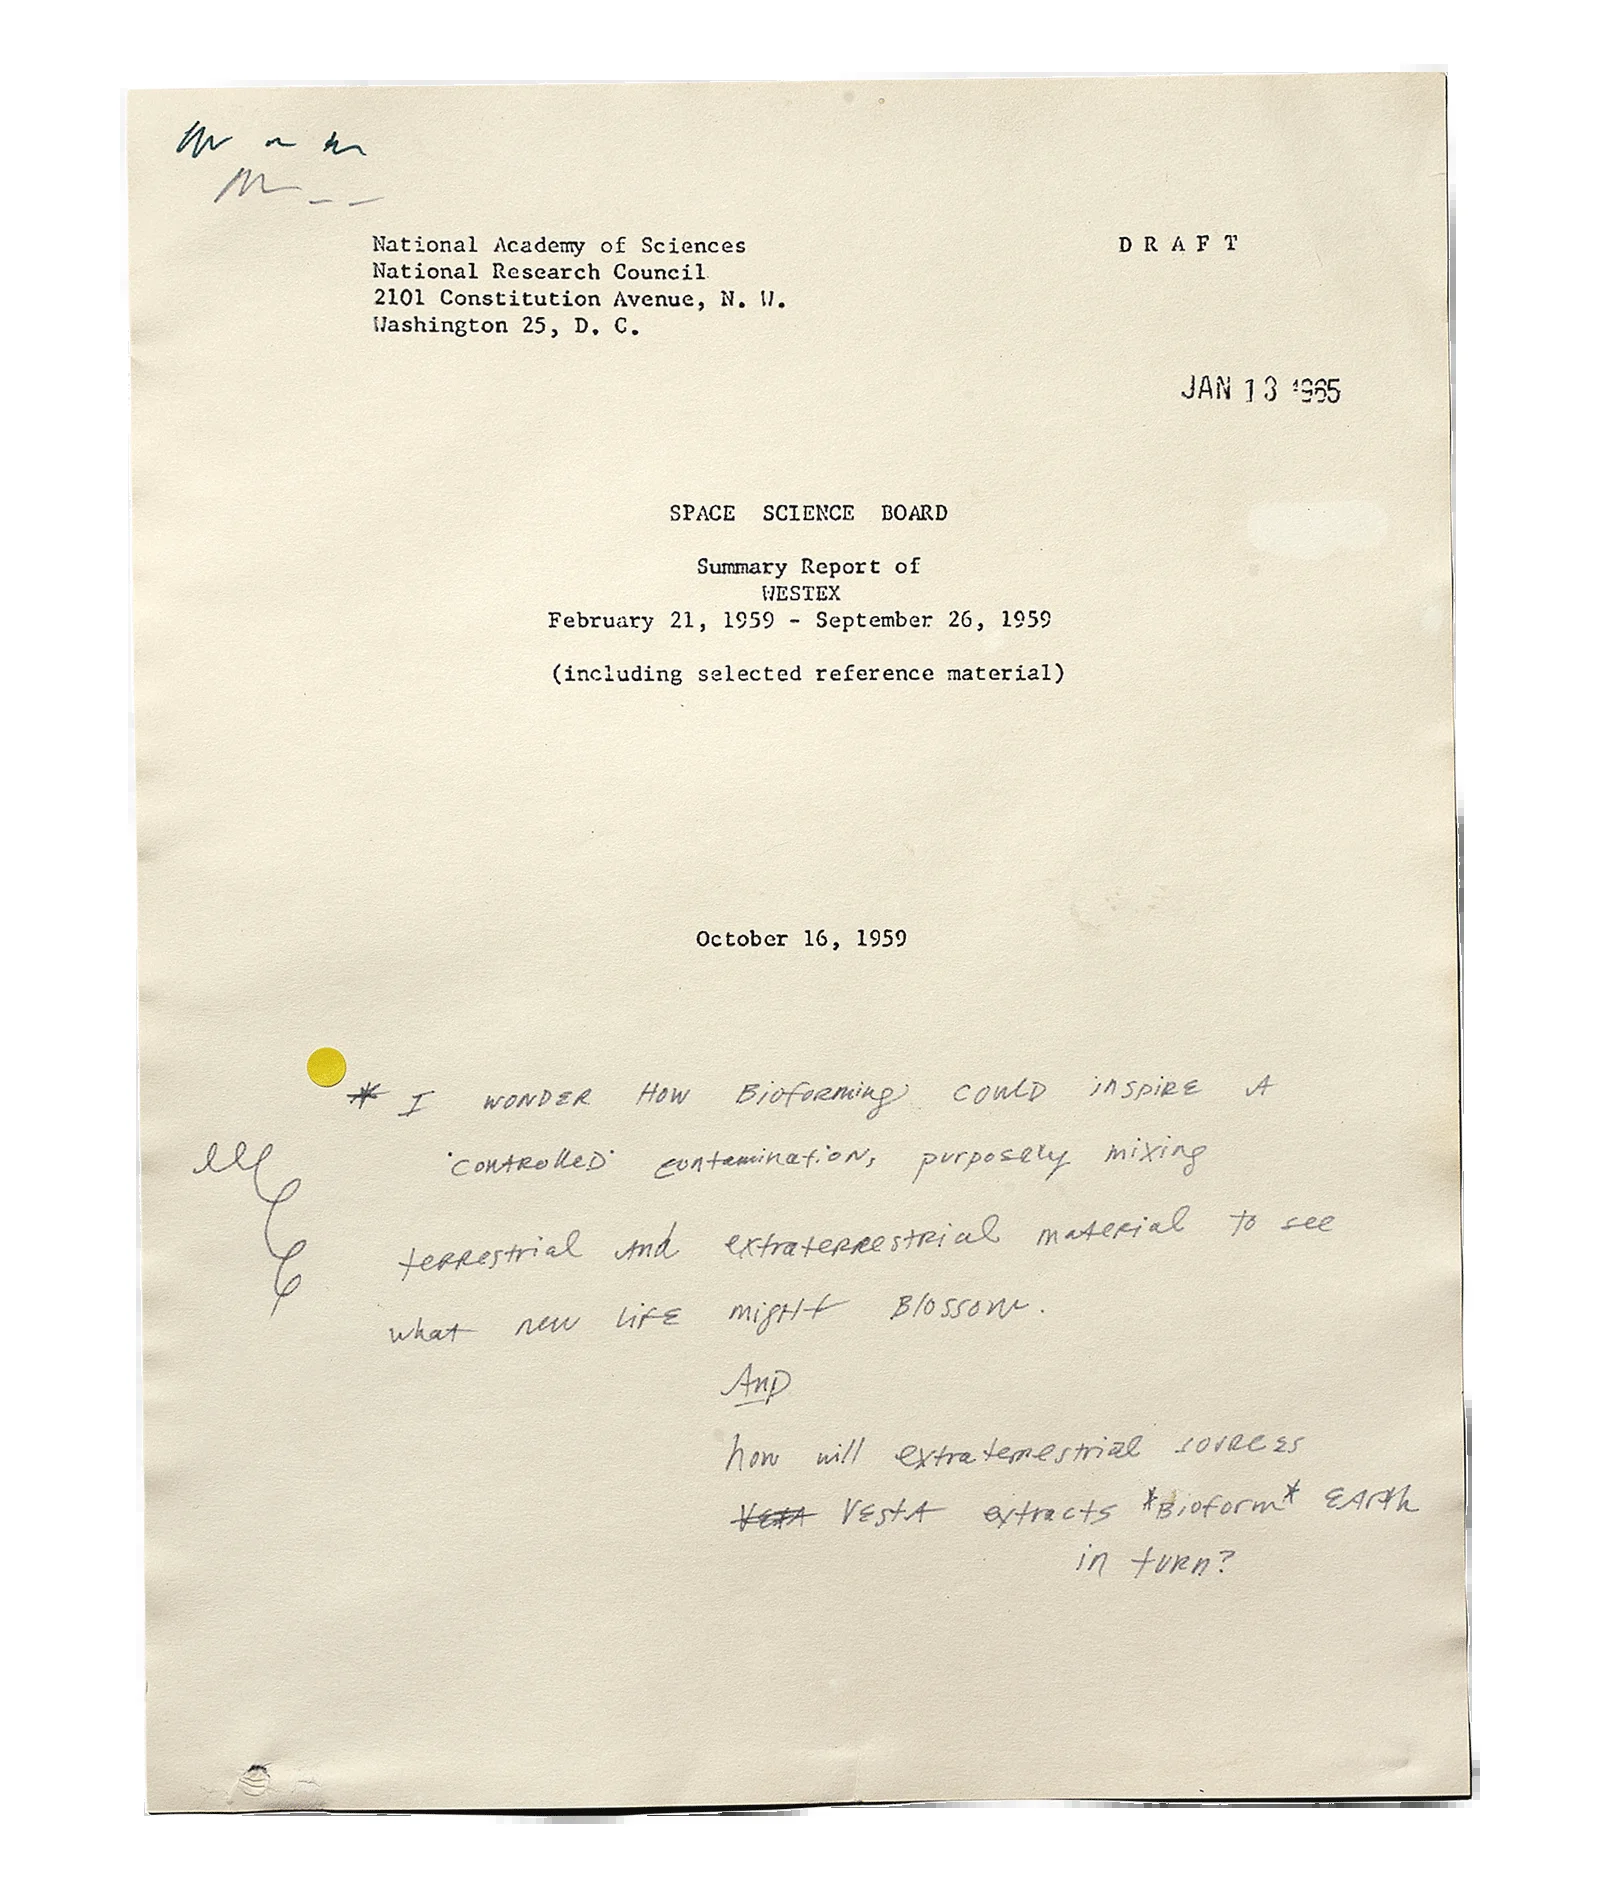 National Academy of Sciences
National Research Council
2101 Constitution Avenue, N. W.
Washington 25, D. C.
D R A F T
JAN 13 1965
SPACE SCIENCE BOARD
Summary Report of
WESTEX
February 21, 1959 - September 26, 1959
(including selected reference material)
October 16, 1959
* I WONDER HOW BioforMing COULD inspiRE A
'CONTROlleD' contamination, purposely mixing
teRRestrial And extrateRRestRial mateRial to see
what new LifE migHt Blossom.
AnD
how will extraterrestrial sOURCES
VEstA extracts *Bioform* EARth
in tURn?